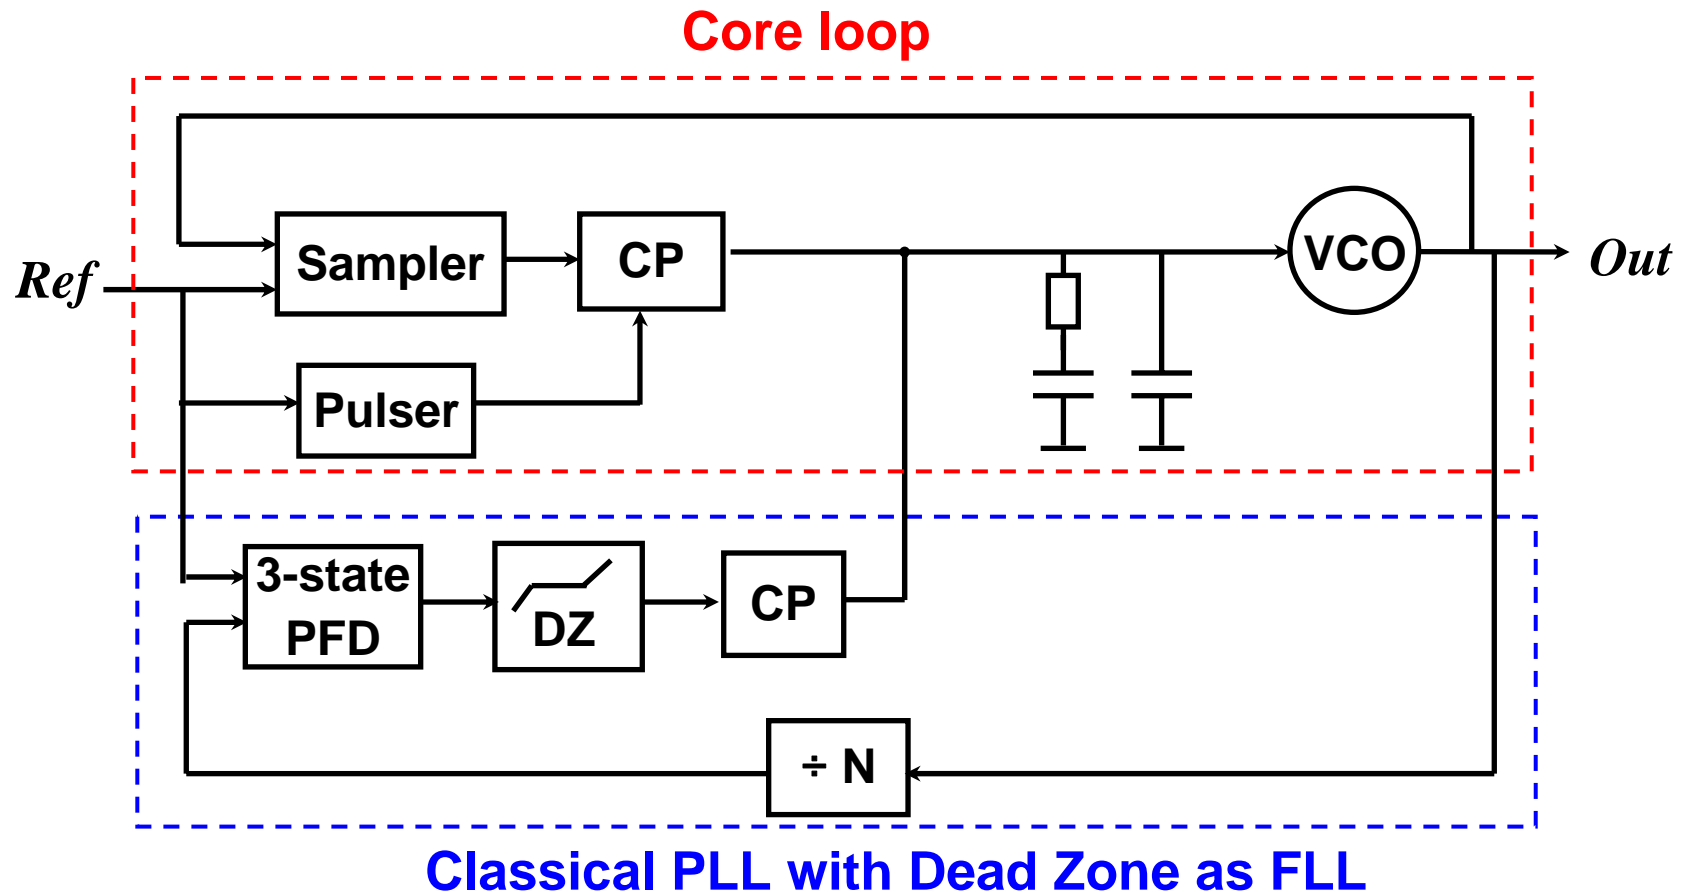 Core loop
Sampler
CP
VCO
Ref
Out
Pulser
3-state
PFD
DZ
CP
÷ N
Classical PLL with Dead Zone as FLL